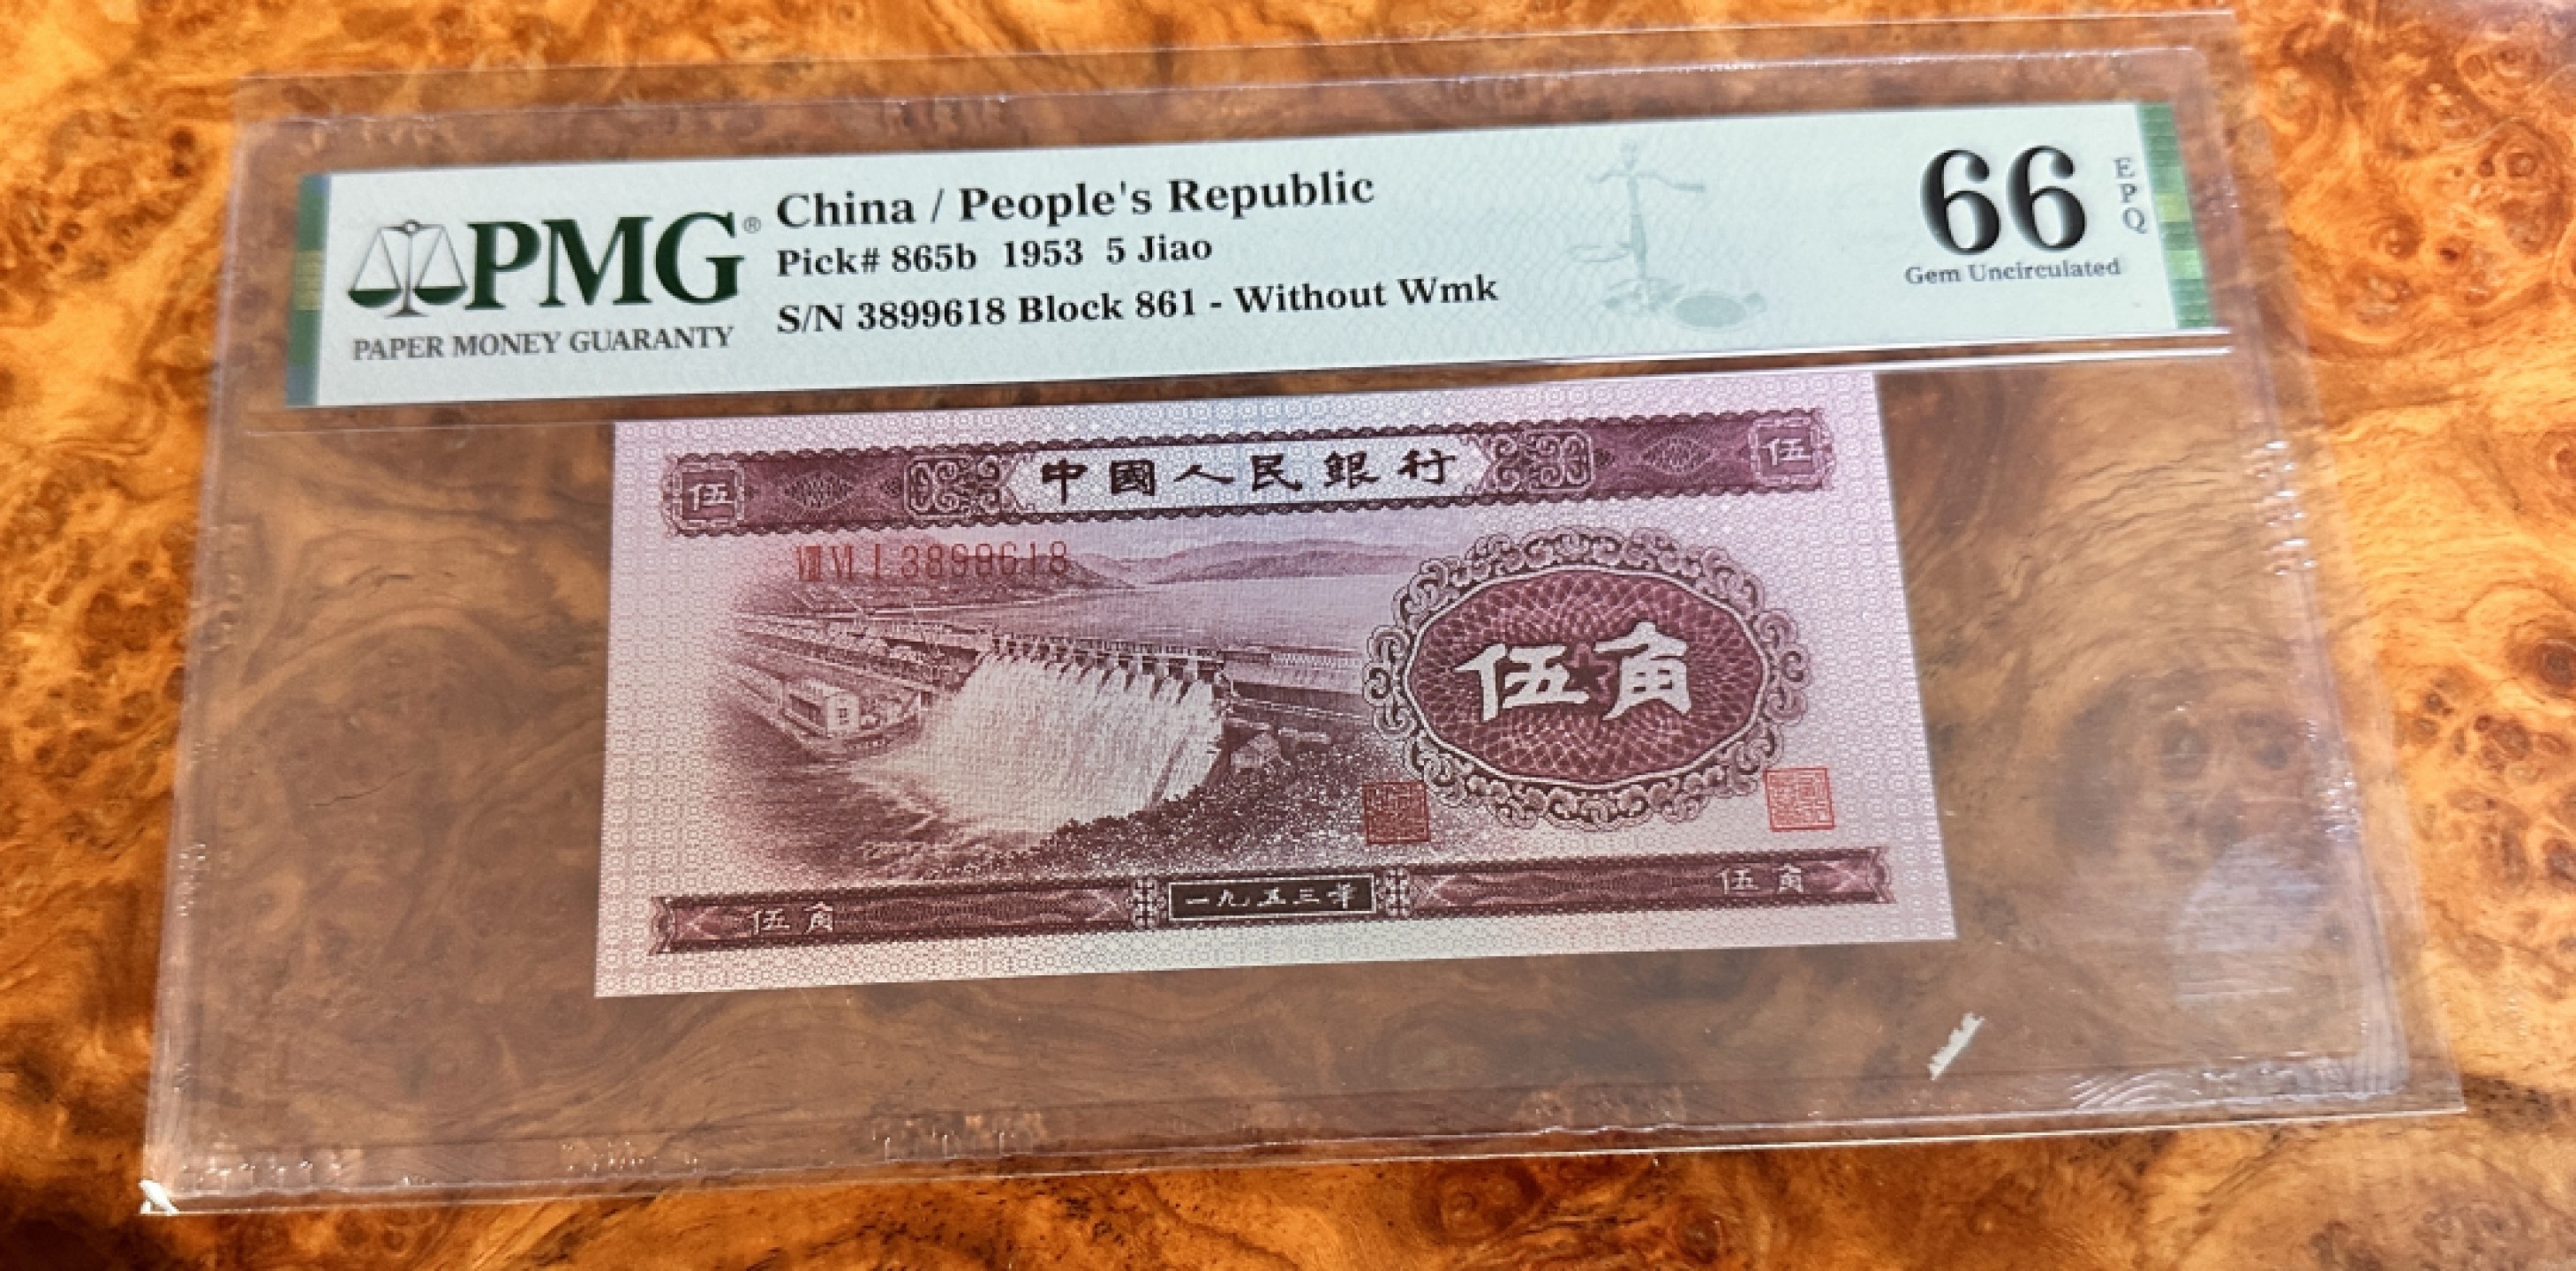 PMG®
PAPER MONEY GUARANTY
China / People's Republic
Pick# 865b 1953 5 Jiao
S/N 3899618 Block 861 - Without Wmk
66
EPQ
Gem Uncirculated
伍 中國人民銀行 伍
VIII VI I 3899618
伍角
伍角 一九五三年 伍角